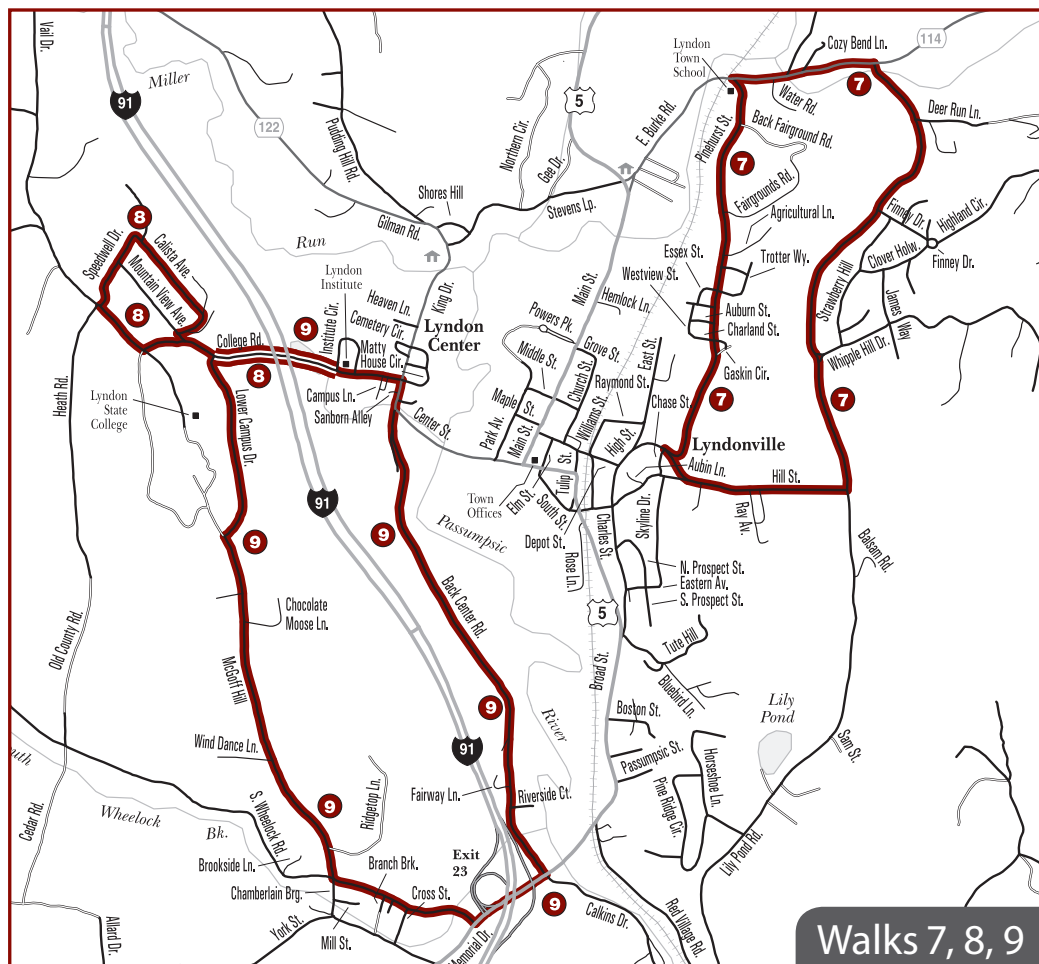 Vail Dr.
91
Miller
122
Pudding Hill Rd.
Northern Cir.
Gee Dr.
5
E. Burke Rd.
Lyndon
Town
School
Cozy Bend Ln.
114
7
Water Rd.
Back Fairground Rd.
Deer Run Ln.
Pinehurst St.
7
Fairgrounds Rd.
Shores Hill
Stevens Lp.
Gilman Rd.
Run
8
Speedwell Dr.
Calista Ave.
Mountain View Ave.
8
Lyndon
Institute
Heaven Ln.
Cemetery Cir.
Matty
House Cir.
King Dr.
Lyndon
Center
Institute Cir.
9
College Rd.
8
Campus Ln.
Sanborn Alley
Center St.
Main St.
Hemlock Ln.
Powers Pk.
Grove St.
Middle St.
Church St.
East St.
Raymond St.
Williams St.
Maple
St.
Park Av.
Main St.
High St.
Chase St.
Agricultural Ln.
Essex St.
Trotter Wy.
Westview St.
Auburn St.
Charland St.
Gaskin Cir.
7
Finney Dr.
Highland Cir.
Clover Holw.
Finney Dr.
James Way
Strawberry Hill
Whipple Hill Dr.
7
Lyndonville
Aubin Ln.
Hill St.
Ray Av.
Skyline Dr.
Heath Rd.
Lyndon
State
College
Lower Campus Dr.
91
9
9
Town
Offices
Elm St.
South St.
Tulip
St.
Depot St.
Rose Ln.
Charles St.
Passumpsic
N. Prospect St.
Eastern Av.
S. Prospect St.
Balsam Rd.
5
Back Center Rd.
Broad St.
Tute Hill
Bluebird Ln.
Chocolate
Moose Ln.
Old County Rd.
McGoff Hill
Lily
Pond
Sam St.
9
River
Boston St.
Passumpsic St.
Horseshoe Ln.
Pine Ridge Cir.
91
Wind Dance Ln.
Fairway Ln.
Riverside Ct.
outh
Wheelock
Bk.
Cedar Rd.
S. Wheelock Rd.
9
Ridgetop Ln.
Brookside Ln.
Branch Brk.
Exit
23
Lily Pond Rd.
Chamberlain Brg.
Cross St.
9
Calkins Dr.
Red Village Rd.
York St.
Mill St.
Memorial Dr.
Allard Dr.
Walks 7, 8, 9